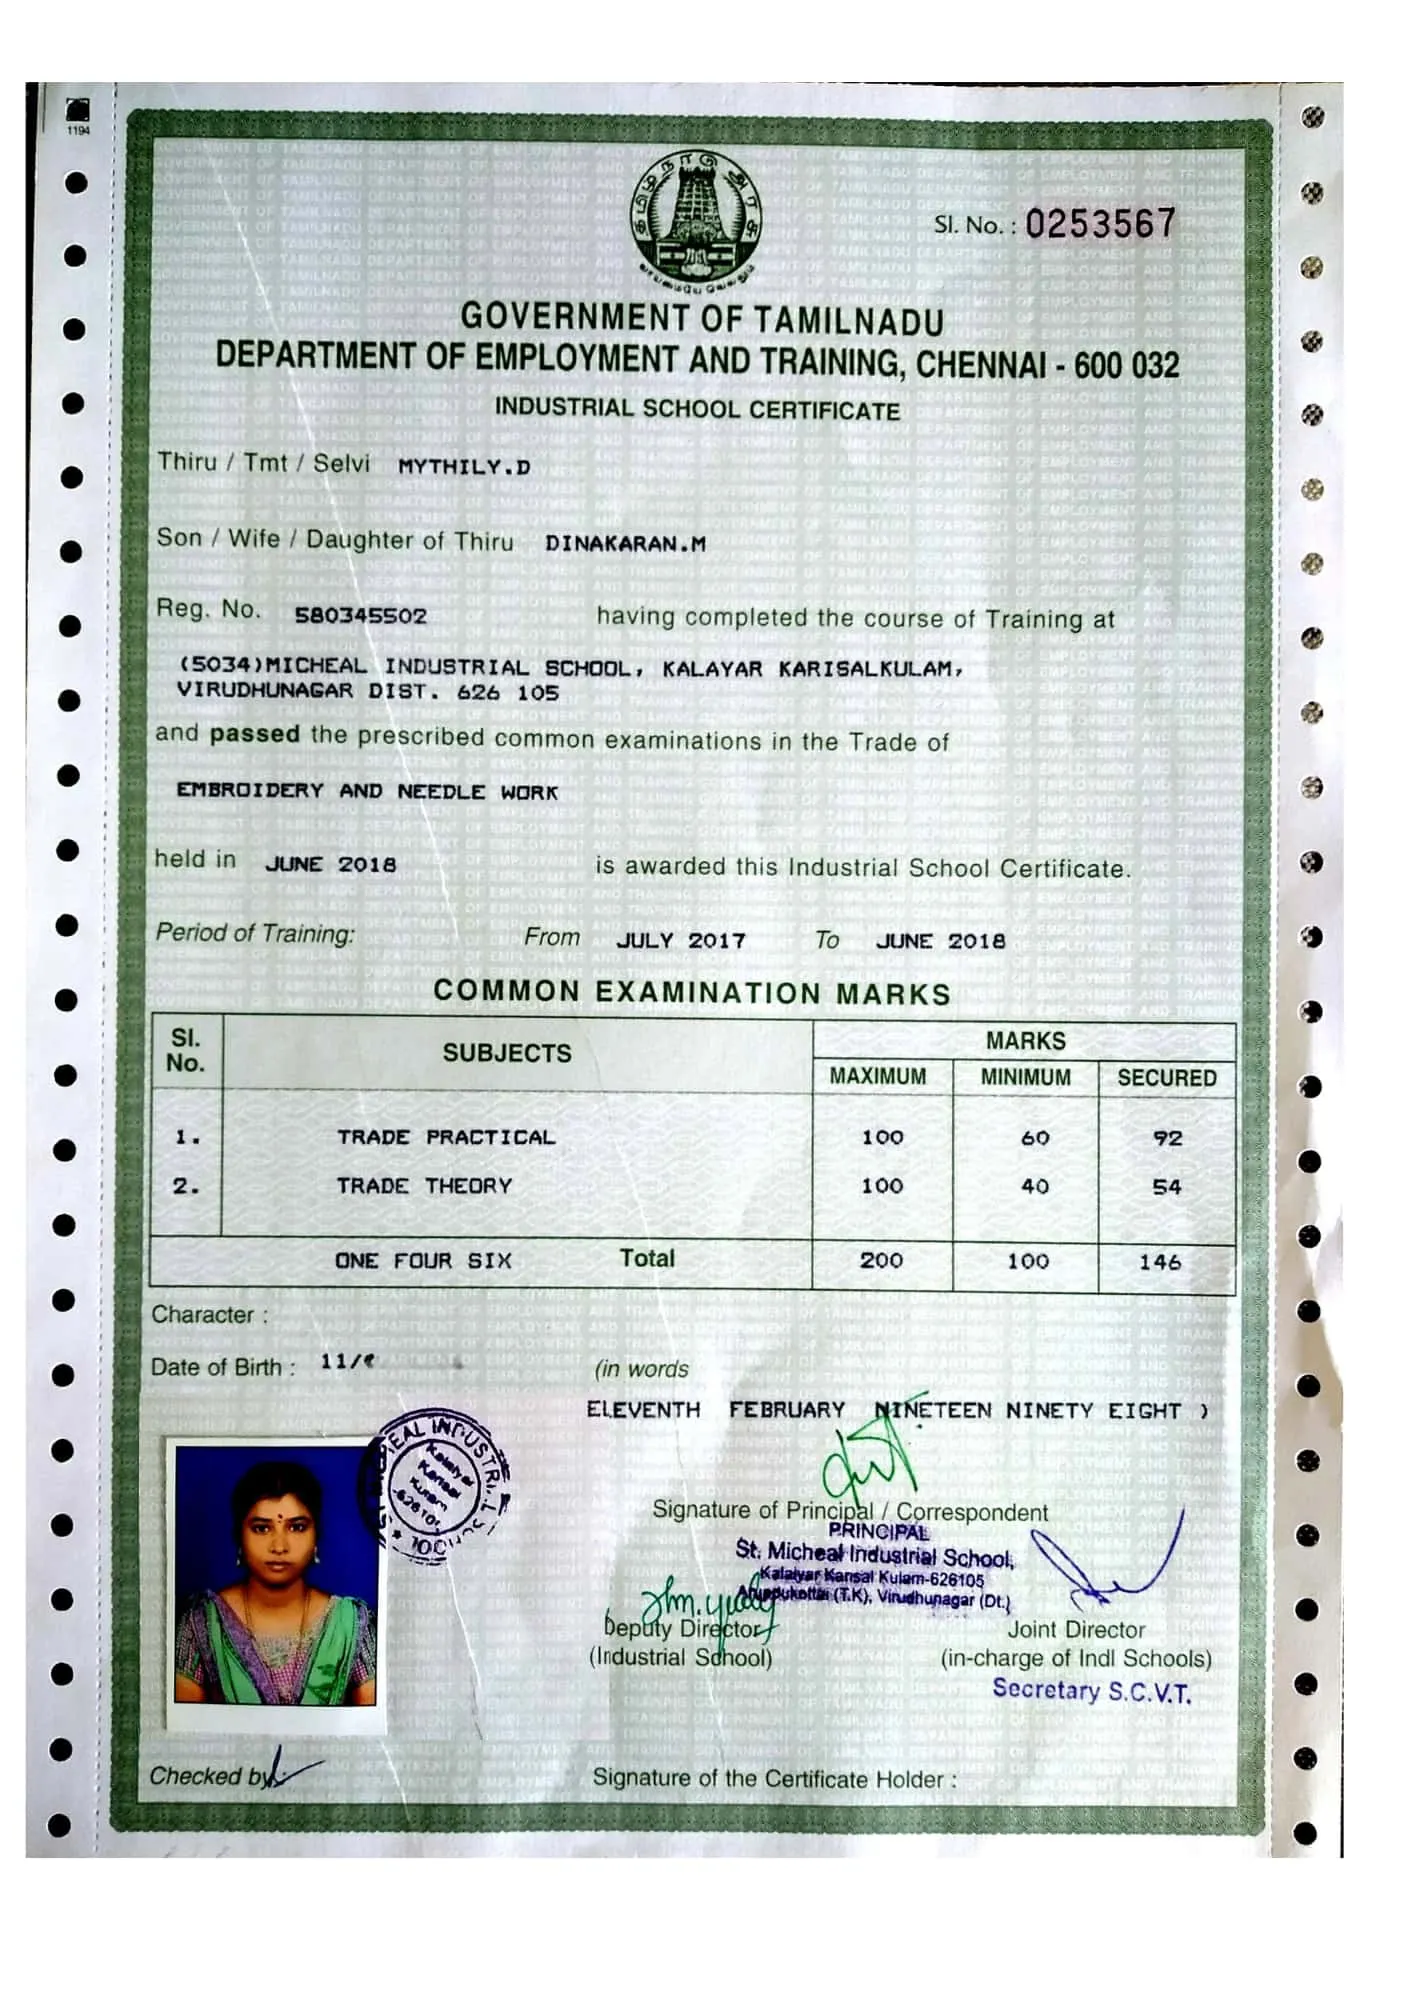 1194
தமிழ்நாடு அரசு
வாய்மையே வெல்லும்
Sl. No. : 0253567
GOVERNMENT OF TAMILNADU
DEPARTMENT OF EMPLOYMENT AND TRAINING, CHENNAI - 600 032
INDUSTRIAL SCHOOL CERTIFICATE
Thiru / Tmt / Selvi MYTHILY.D
Son / Wife / Daughter of Thiru DINAKARAN.M
Reg. No. 580345502 having completed the course of Training at
(5034)MICHEAL INDUSTRIAL SCHOOL, KALAYAR KARISALKULAM,
VIRUDHUNAGAR DIST. 626 105
and passed the prescribed common examinations in the Trade of
EMBROIDERY AND NEEDLE WORK
held in JUNE 2018 is awarded this Industrial School Certificate.
Period of Training: From JULY 2017 To JUNE 2018
COMMON EXAMINATION MARKS
Sl. No. SUBJECTS MARKS
MAXIMUM MINIMUM SECURED
1. TRADE PRACTICAL 100 60 92
2. TRADE THEORY 100 40 54
ONE FOUR SIX Total 200 100 146
Character :
Date of Birth : 11/ (in words
ELEVENTH FEBRUARY NINETEEN NINETY EIGHT )
Signature of Principal / Correspondent
PRINCIPAL
St. Micheal Industrial School,
Kalaiyar Karisal Kulam-626105
Aruppukottai (T.K), Virudhunagar (Dt.)
Deputy Director
(Industrial School)
Joint Director
(in-charge of Indl Schools)
Secretary S.C.V.T.
Checked by
Signature of the Certificate Holder :